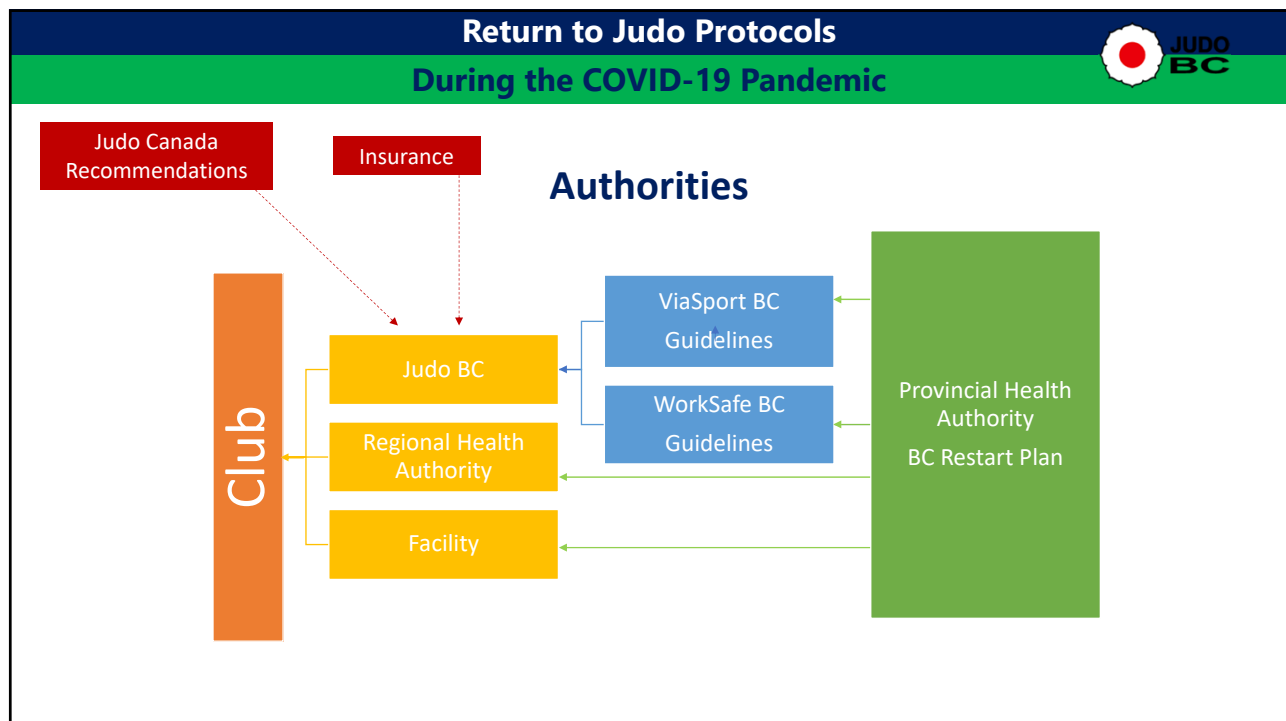 Return to Judo Protocols
During the COVID-19 Pandemic
JUDO
BC
Judo Canada
Recommendations
Insurance
Authorities
Club
Judo BC
Regional Health
Authority
Facility
ViaSport BC
Guidelines
WorkSafe BC
Guidelines
Provincial Health
Authority
BC Restart Plan